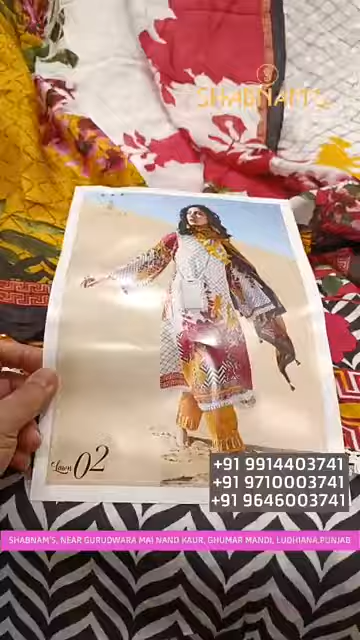 SHABNAM'S
Lawn 02
+91 9914403741
+91 9710003741
+91 9646003741
SHABNAM'S, NEAR GURUDWARA MAI NAND KAUR, GHUMAR MANDI, LUDHIANA,PUNJAB